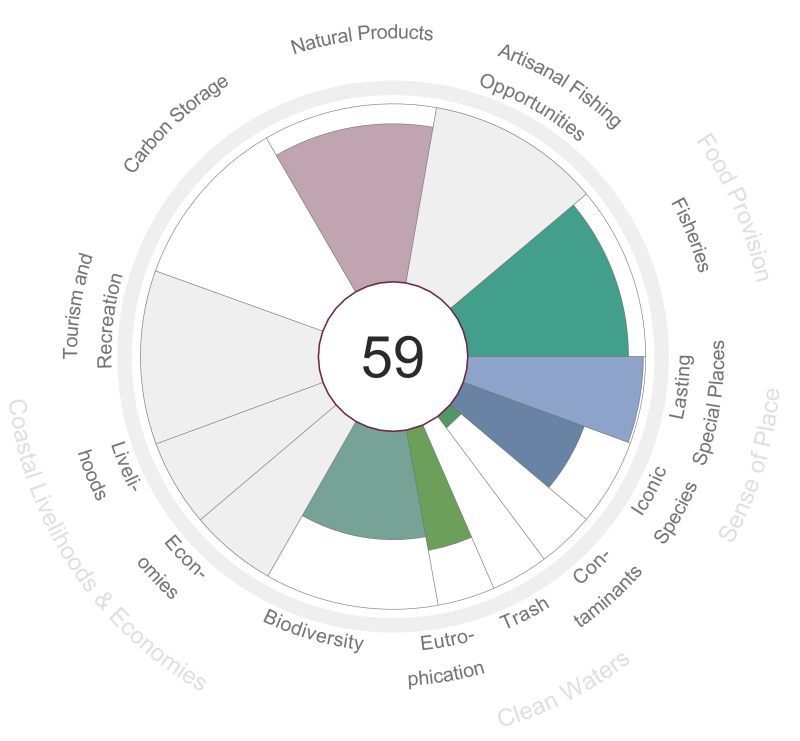 Natural Products
Artisanal Fishing
Opportunities
Carbon Storage
Food Provision
Fisheries
Tourism and
Recreation
59
Lasting
Special Places
Sense of Place
Iconic
Species
Coastal Livelihoods & Economies
Liveli-
hoods
Econ-
omies
Con-
taminants
Trash
Biodiversity
Eutro-
phication
Clean Waters